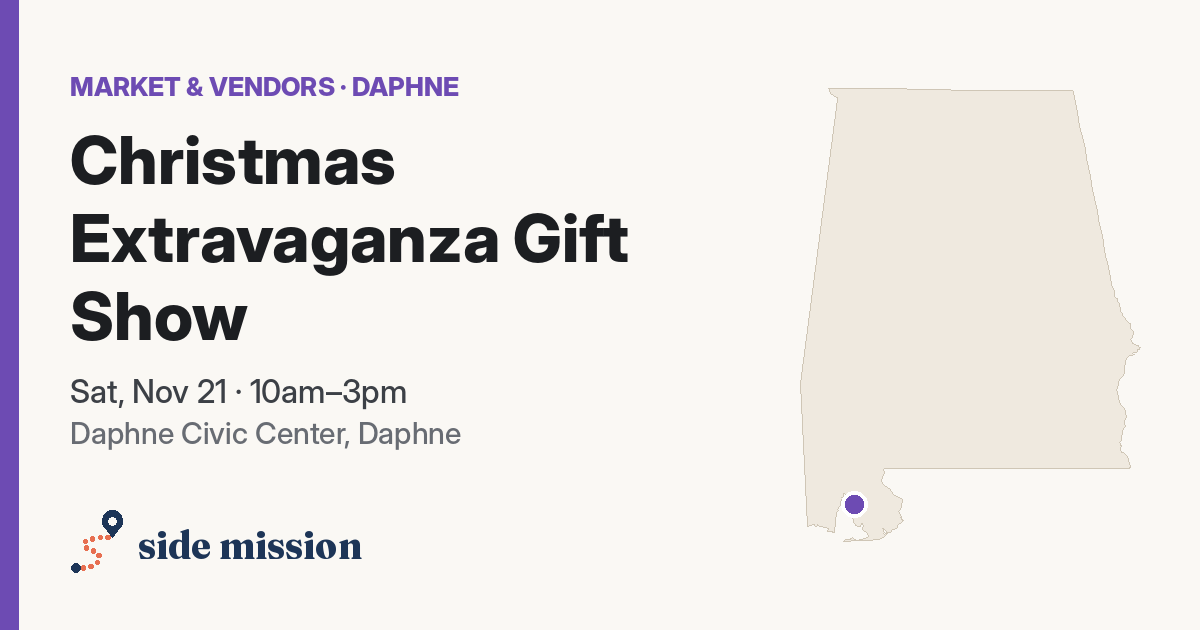 MARKET & VENDORS · DAPHNE
Christmas
Extravaganza Gift
Show
Sat, Nov 21 · 10am–3pm
Daphne Civic Center, Daphne
side mission